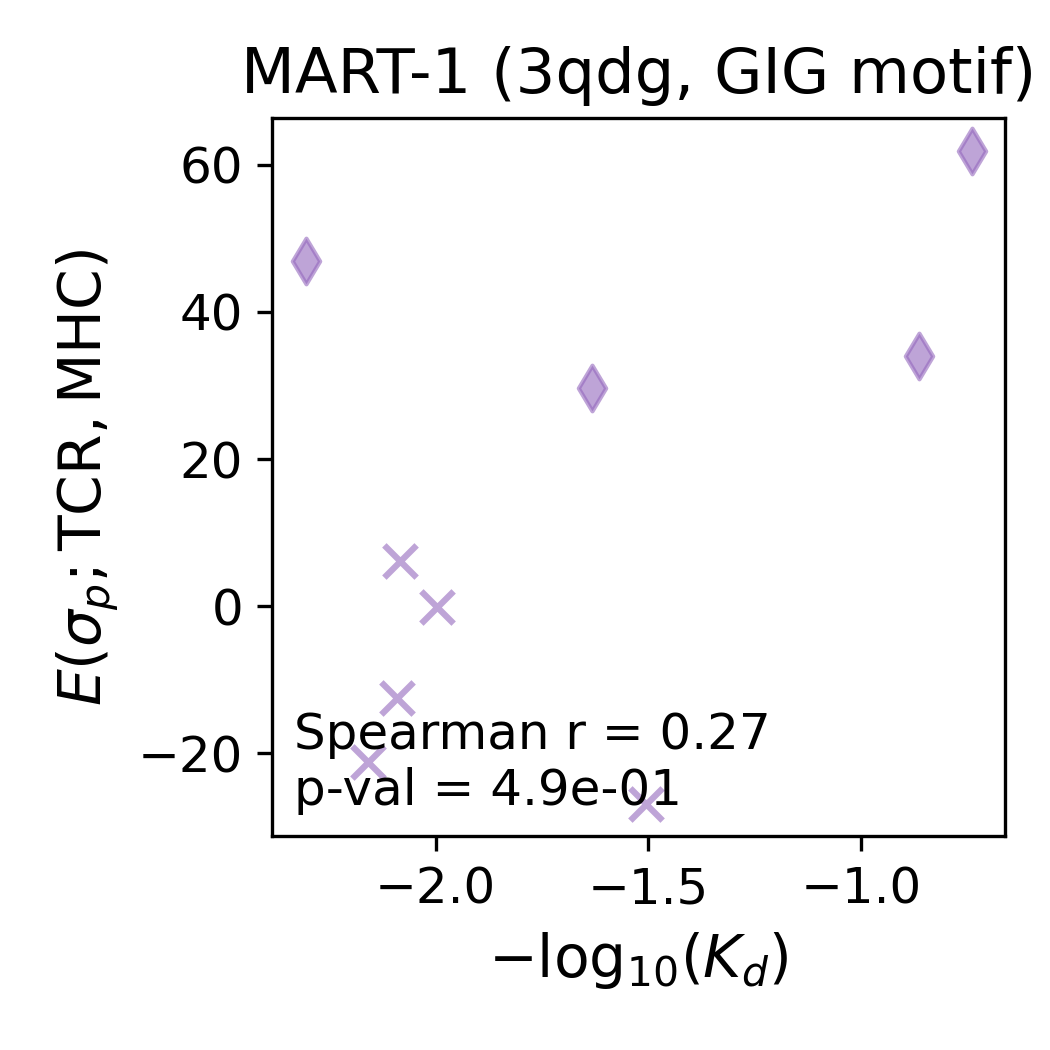 MART-1 (3qdg, GIG motif)
E(σₚ; TCR, MHC)
60
40
20
0
−20
Spearman r = 0.27
p-val = 4.9e-01
−2.0 −1.5 −1.0
−log₁₀(K_d)